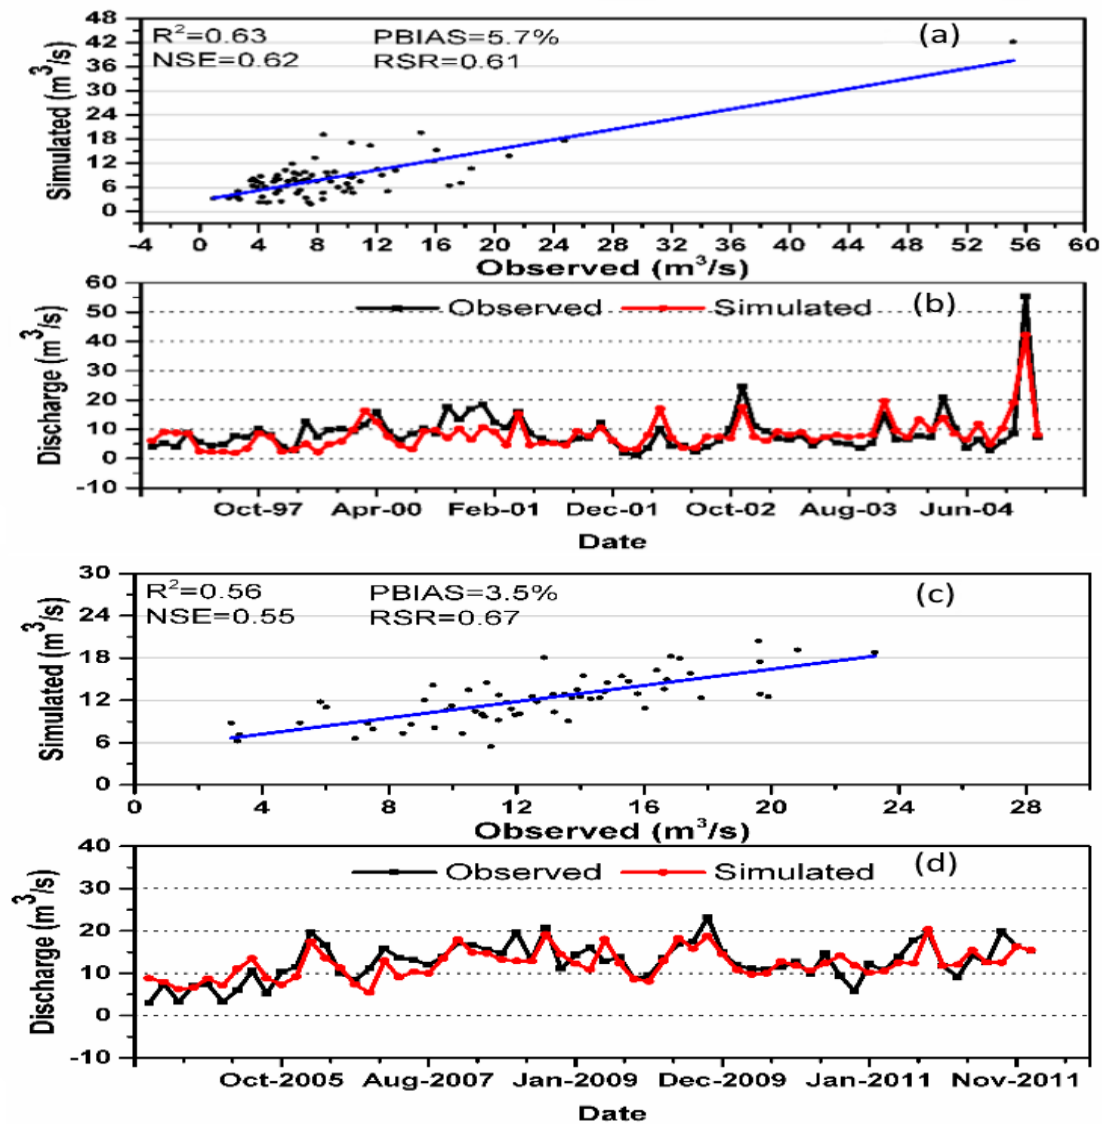 R²=0.63 PBIAS=5.7% (a)
NSE=0.62 RSR=0.61
Simulated (m³/s)
48
42
36
30
24
18
12
6
0
-4 0 4 8 12 16 20 24 28 32 36 40 44 48 52 56 60
Observed (m³/s)
Observed Simulated (b)
Discharge (m³/s)
60
50
40
30
20
10
0
-10
Oct-97 Apr-00 Feb-01 Dec-01 Oct-02 Aug-03 Jun-04
Date
R²=0.56 PBIAS=3.5% (c)
NSE=0.55 RSR=0.67
Simulated (m³/s)
30
24
18
12
6
0
0 4 8 12 16 20 24 28
Observed (m³/s)
Observed Simulated (d)
Discharge (m³/s)
40
30
20
10
0
-10
Oct-2005 Aug-2007 Jan-2009 Dec-2009 Jan-2011 Nov-2011
Date